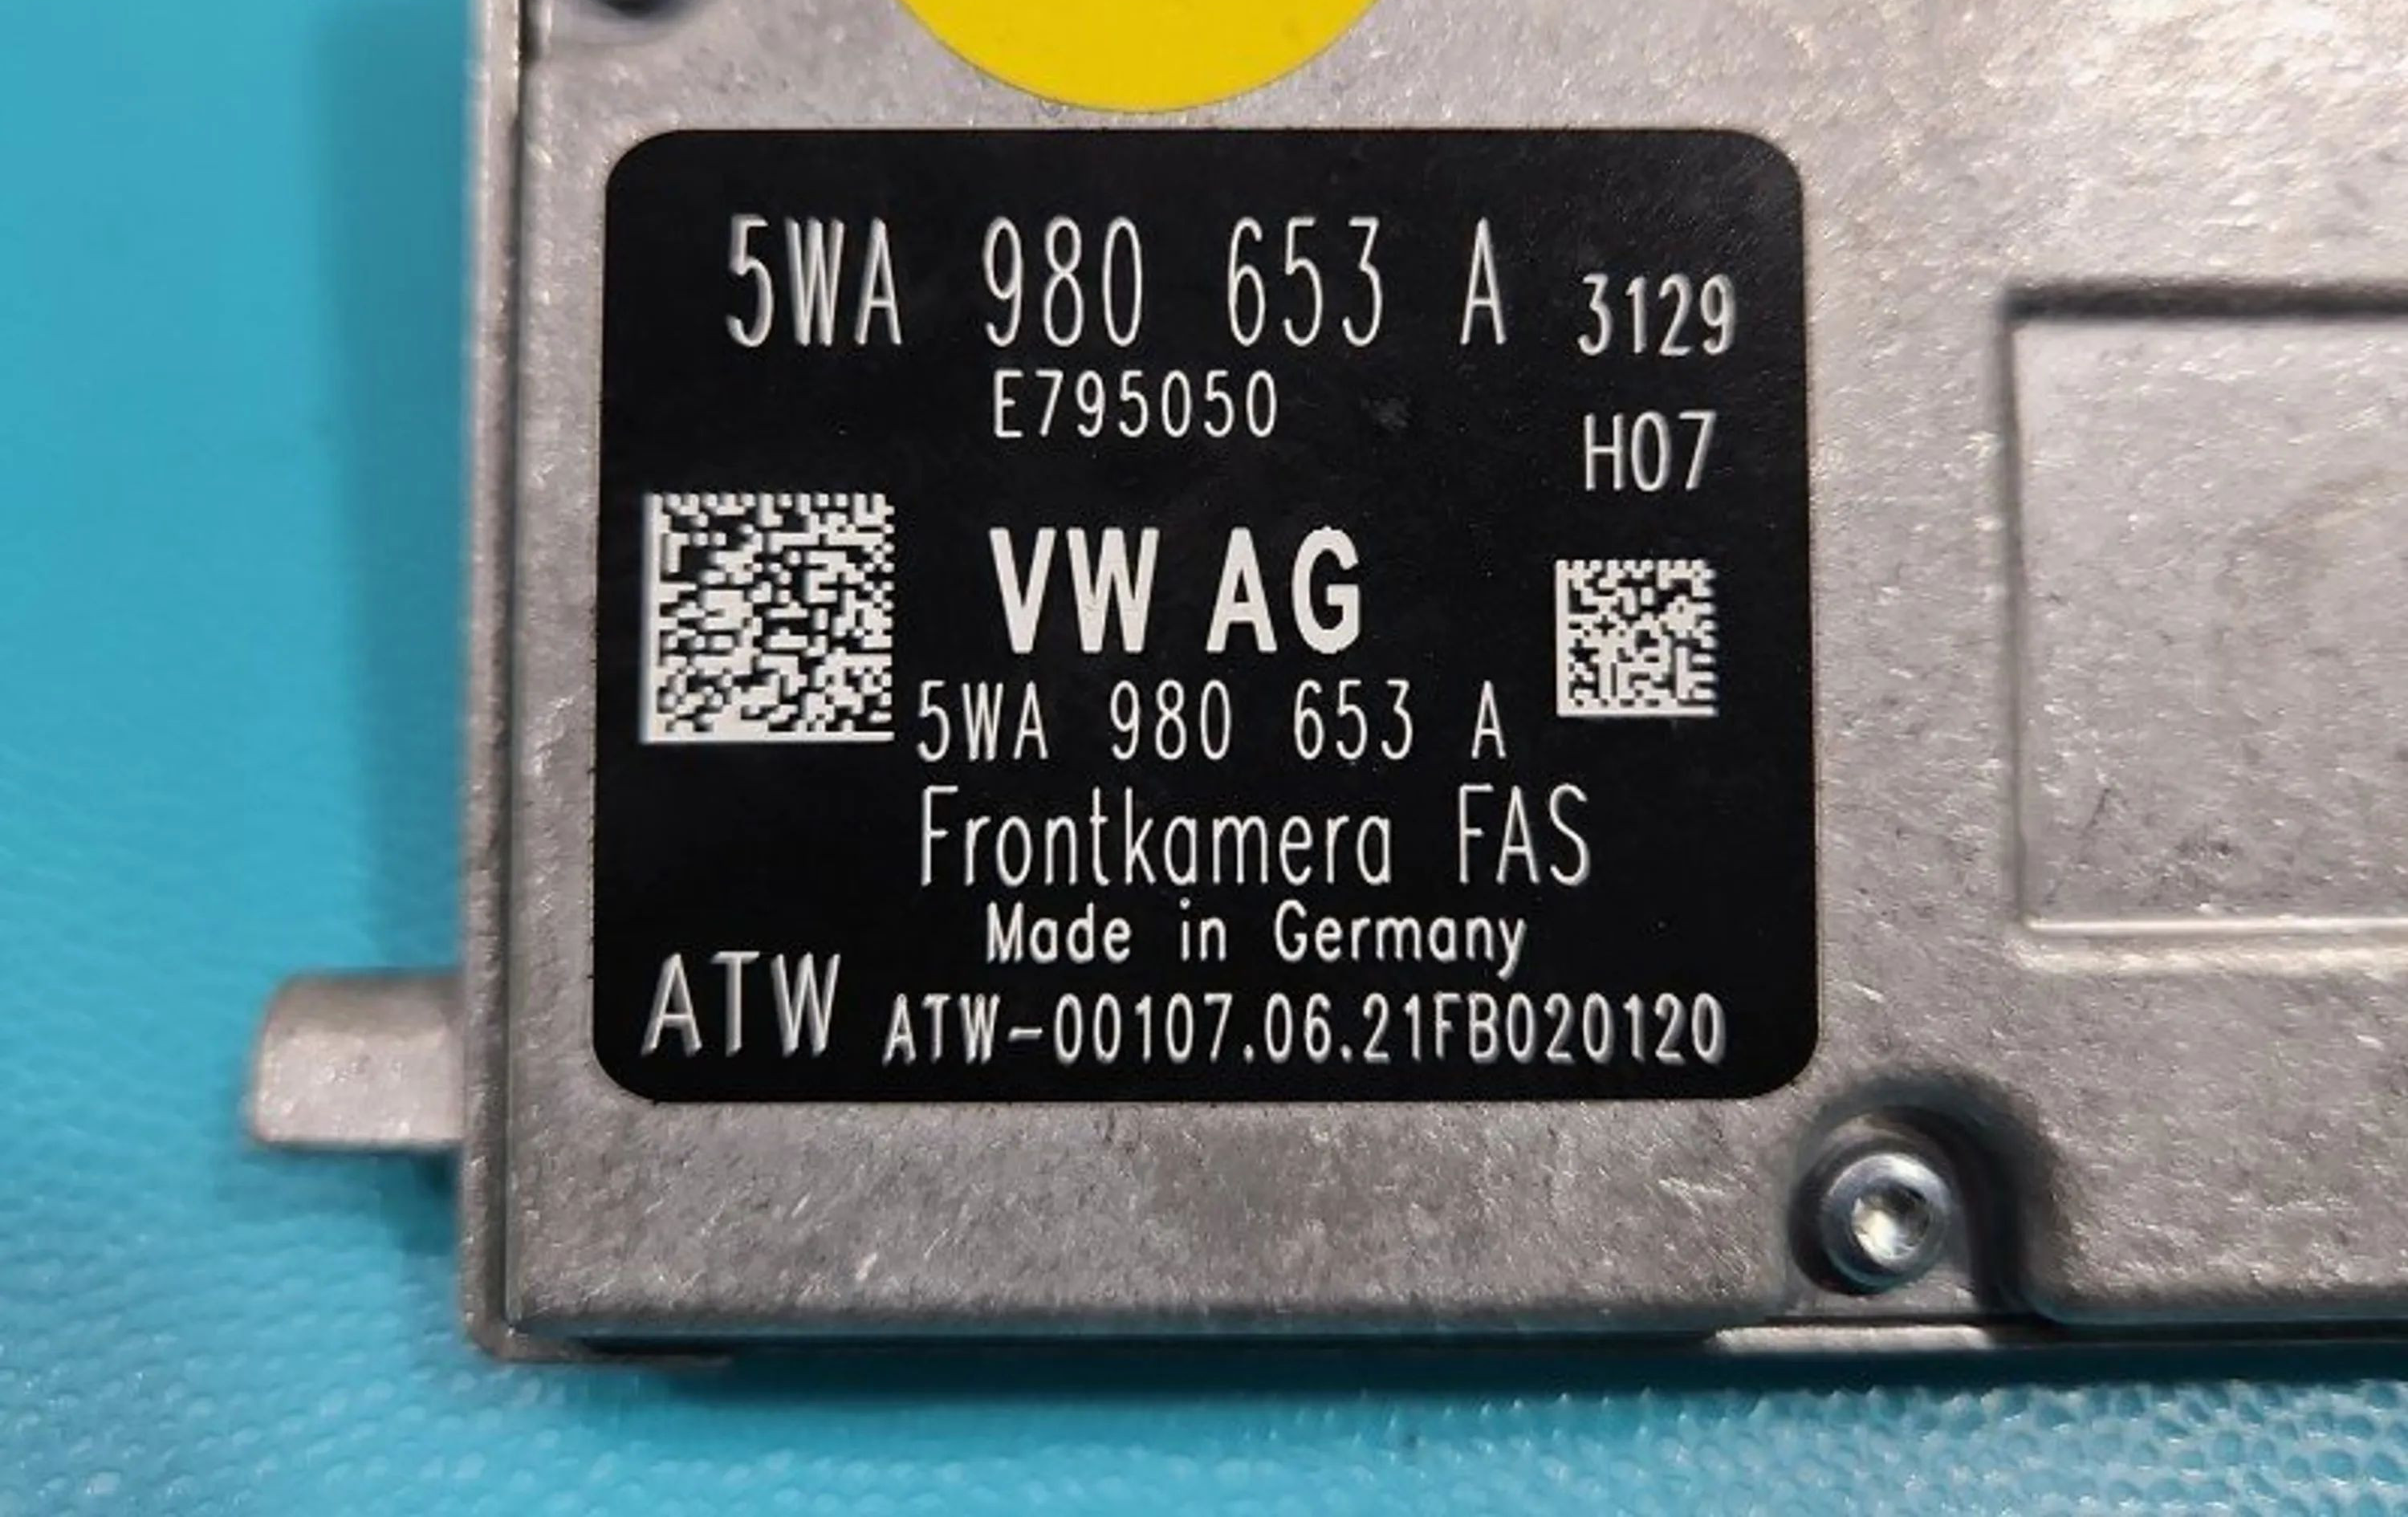 5WA 980 653 A 3129
E795050
H07
VW AG
5WA 980 653 A
Frontkamera FAS
Made in Germany
ATW ATW-00107.06.21FB020120